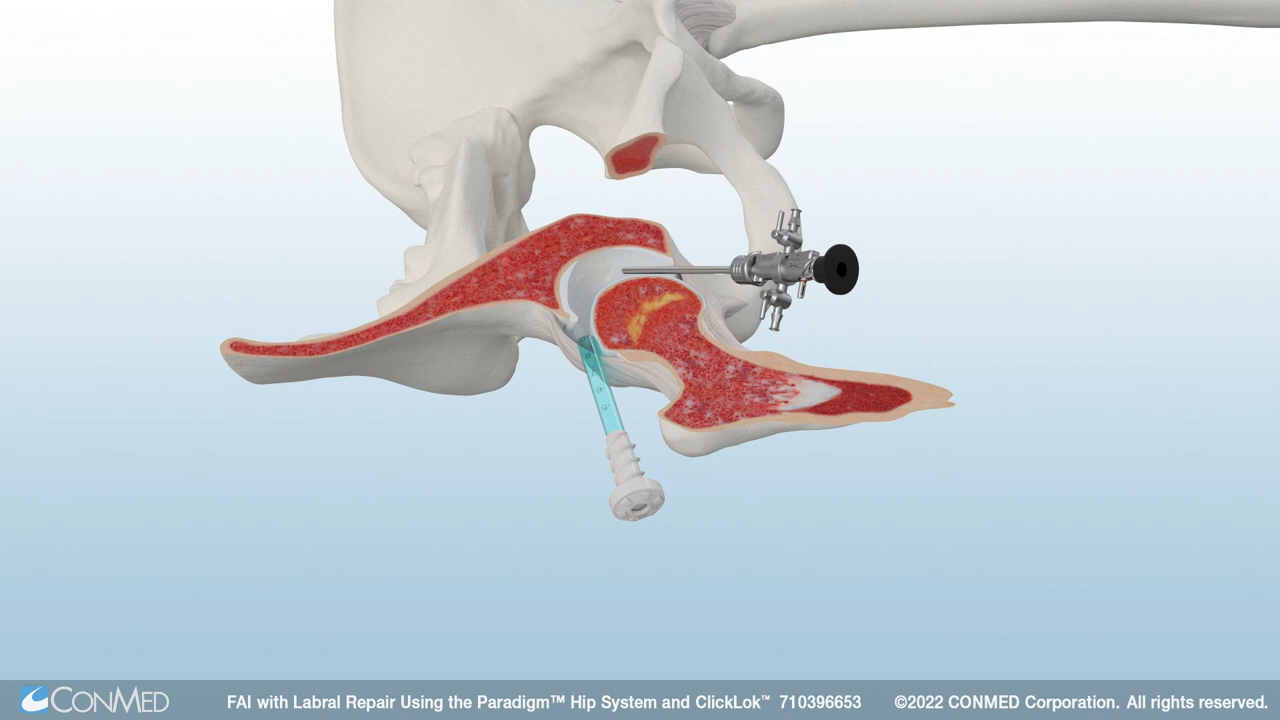 CONMED FAI with Labral Repair Using the Paradigm™ Hip System and ClickLok™ 710396653 ©2022 CONMED Corporation. All rights reserved.